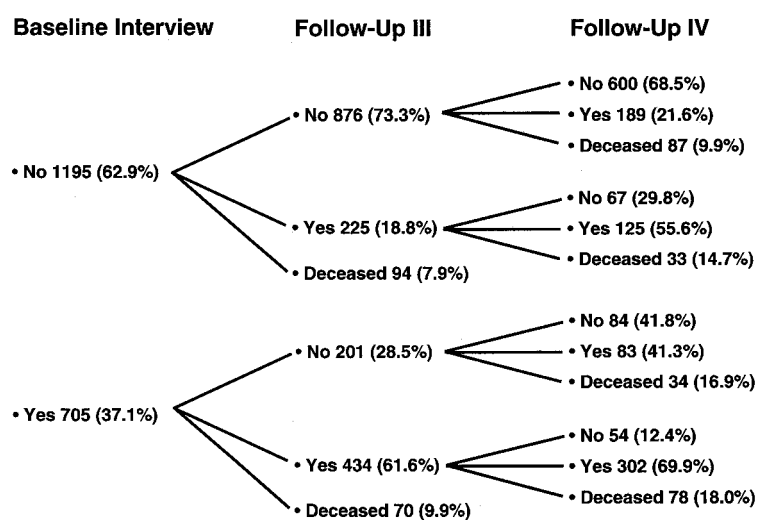 Baseline Interview
Follow-Up III
Follow-Up IV
• No 600 (68.5%)
• No 876 (73.3%)
• Yes 189 (21.6%)
• Deceased 87 (9.9%)
• No 1195 (62.9%)
• No 67 (29.8%)
• Yes 225 (18.8%)
• Yes 125 (55.6%)
• Deceased 33 (14.7%)
• Deceased 94 (7.9%)
• No 84 (41.8%)
• No 201 (28.5%)
• Yes 83 (41.3%)
• Deceased 34 (16.9%)
• Yes 705 (37.1%)
• No 54 (12.4%)
• Yes 434 (61.6%)
• Yes 302 (69.9%)
• Deceased 78 (18.0%)
• Deceased 70 (9.9%)